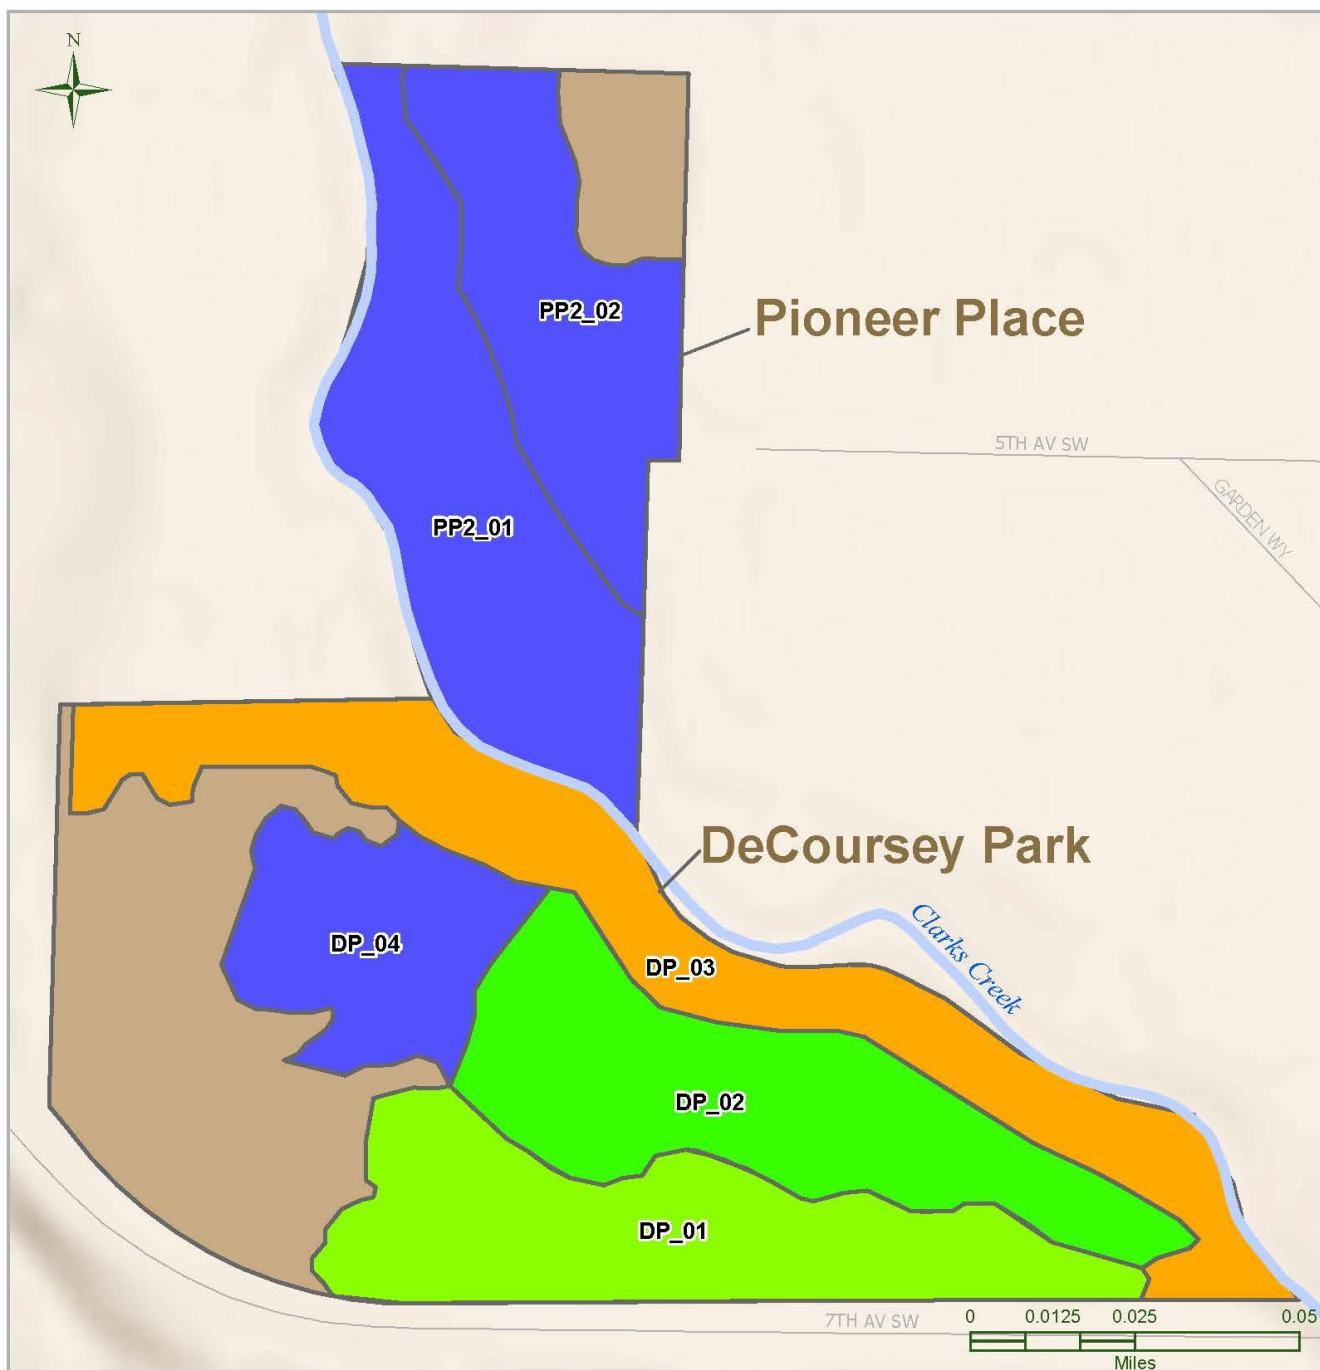 N
PP2_02
Pioneer Place
5TH AV SW
GARDEN WY
PP2_01
DeCoursey Park
Clarks Creek
DP_04
DP_03
DP_02
DP_01
7TH AV SW
0 0.0125 0.025 0.05
Miles